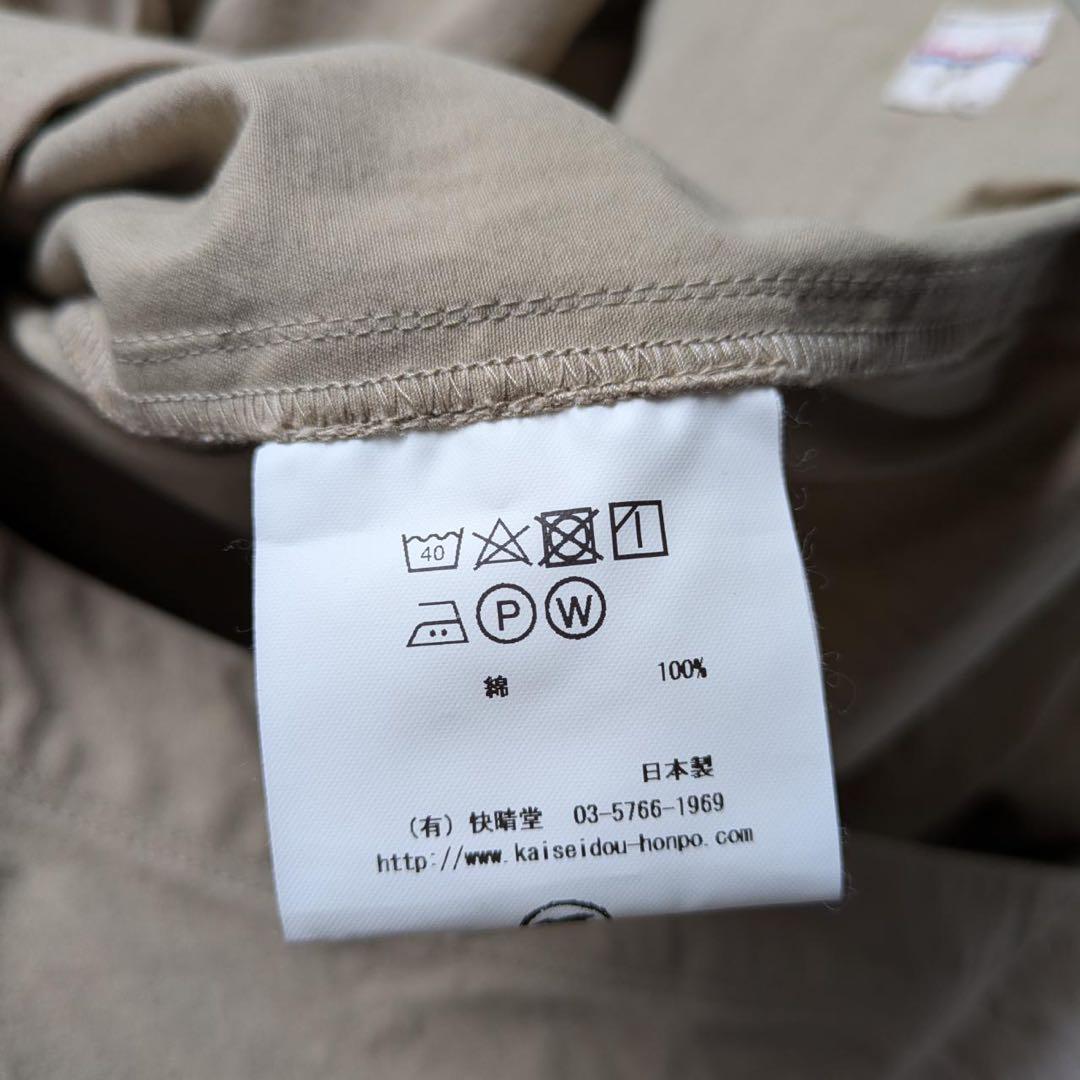 40
P W
綿 100%
日本製
(有) 快晴堂 03-5766-1969
http://www.kaiseidou-honpo.com